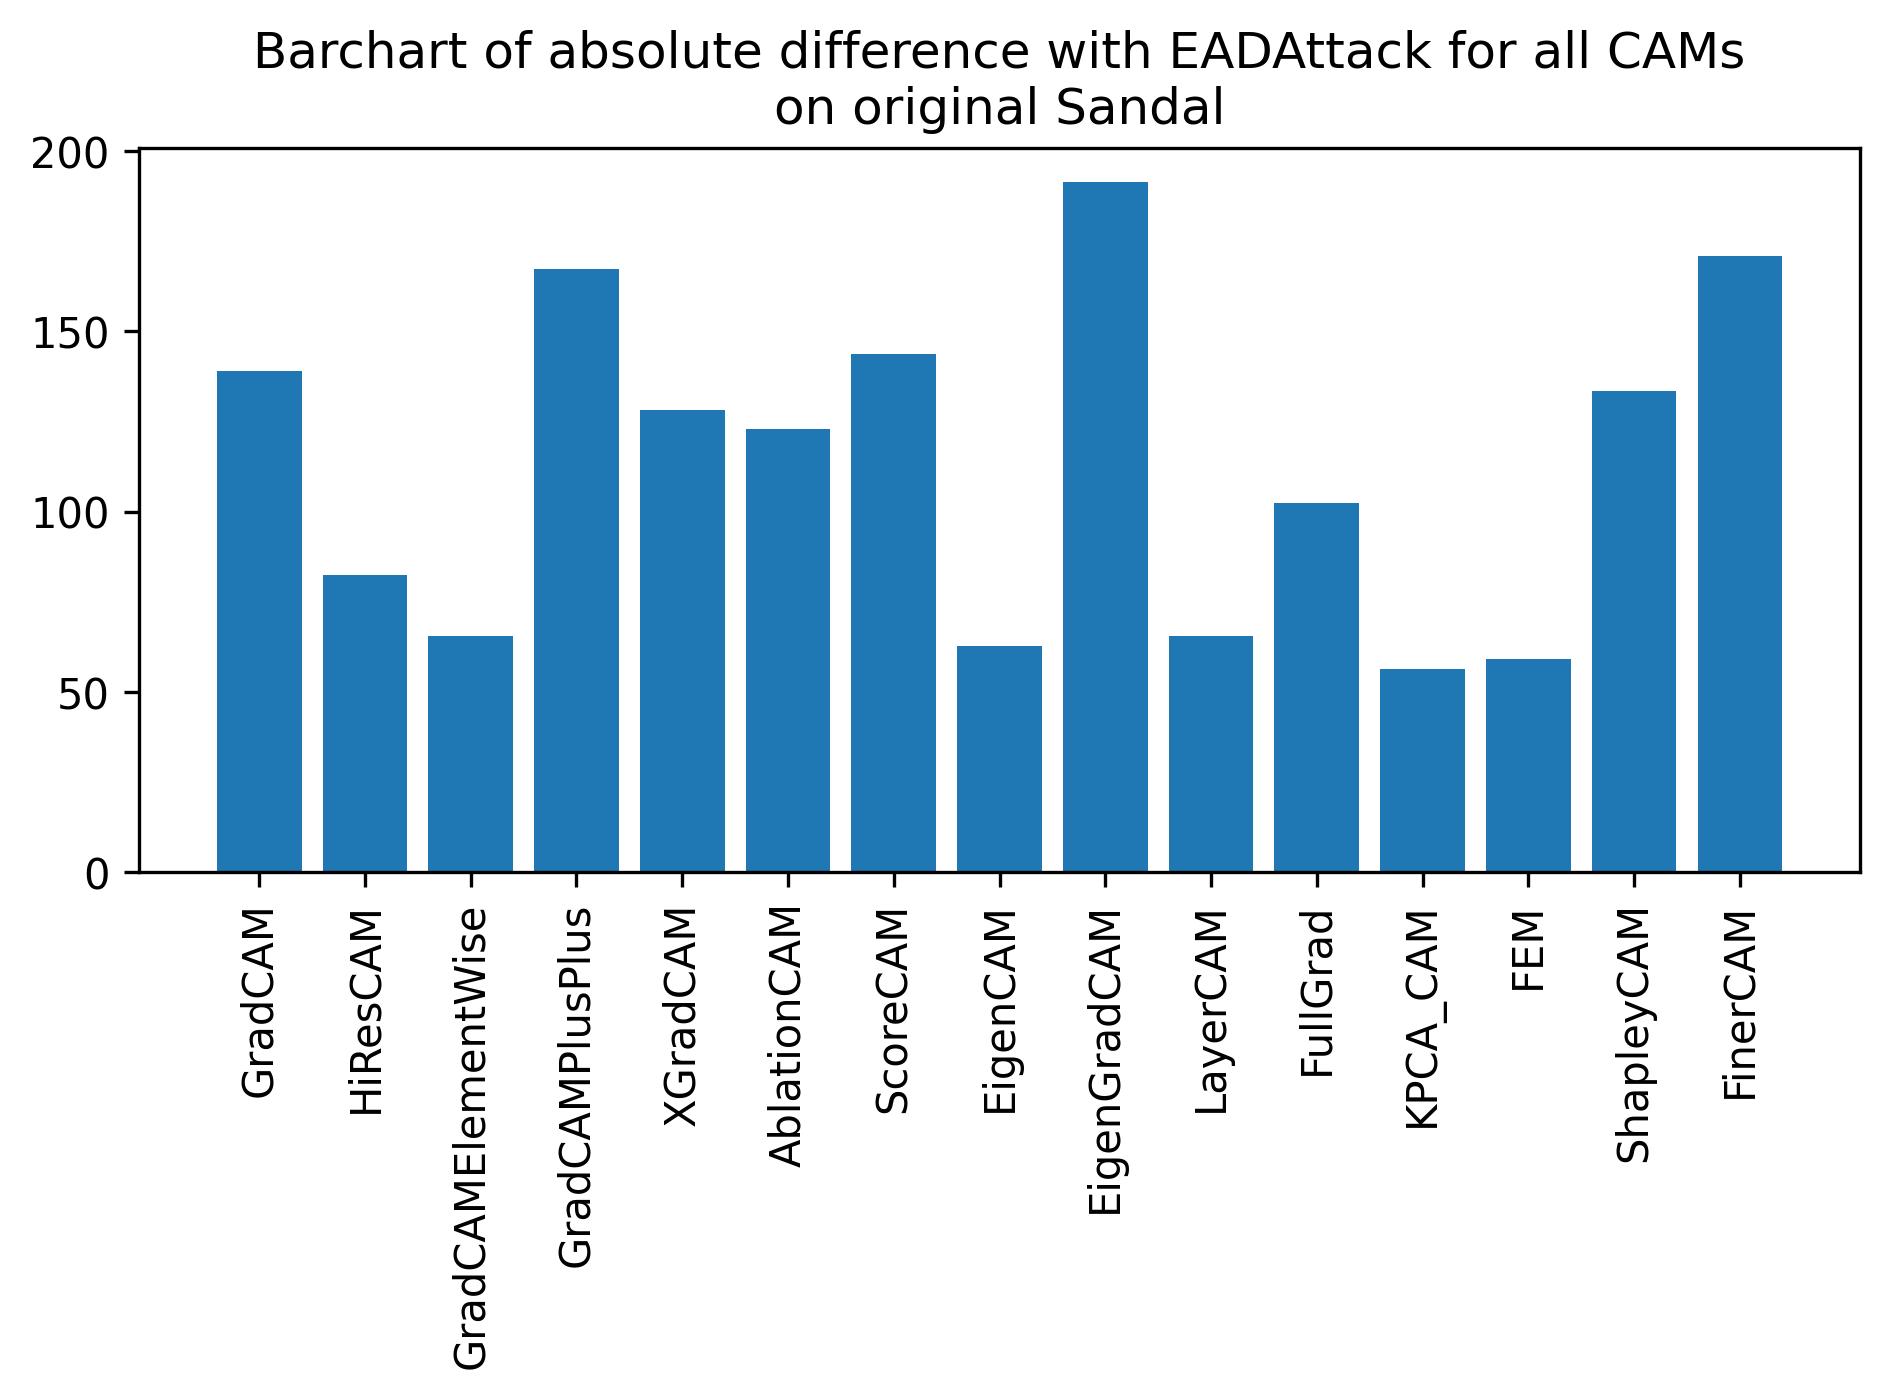 Barchart of absolute difference with EADAttack for all CAMs
on original Sandal
200
150
100
50
0
GradCAM
HiResCAM
GradCAMElementWise
GradCAMPlusPlus
XGradCAM
AblationCAM
ScoreCAM
EigenCAM
EigenGradCAM
LayerCAM
FullGrad
KPCA_CAM
FEM
ShapleyCAM
FinerCAM